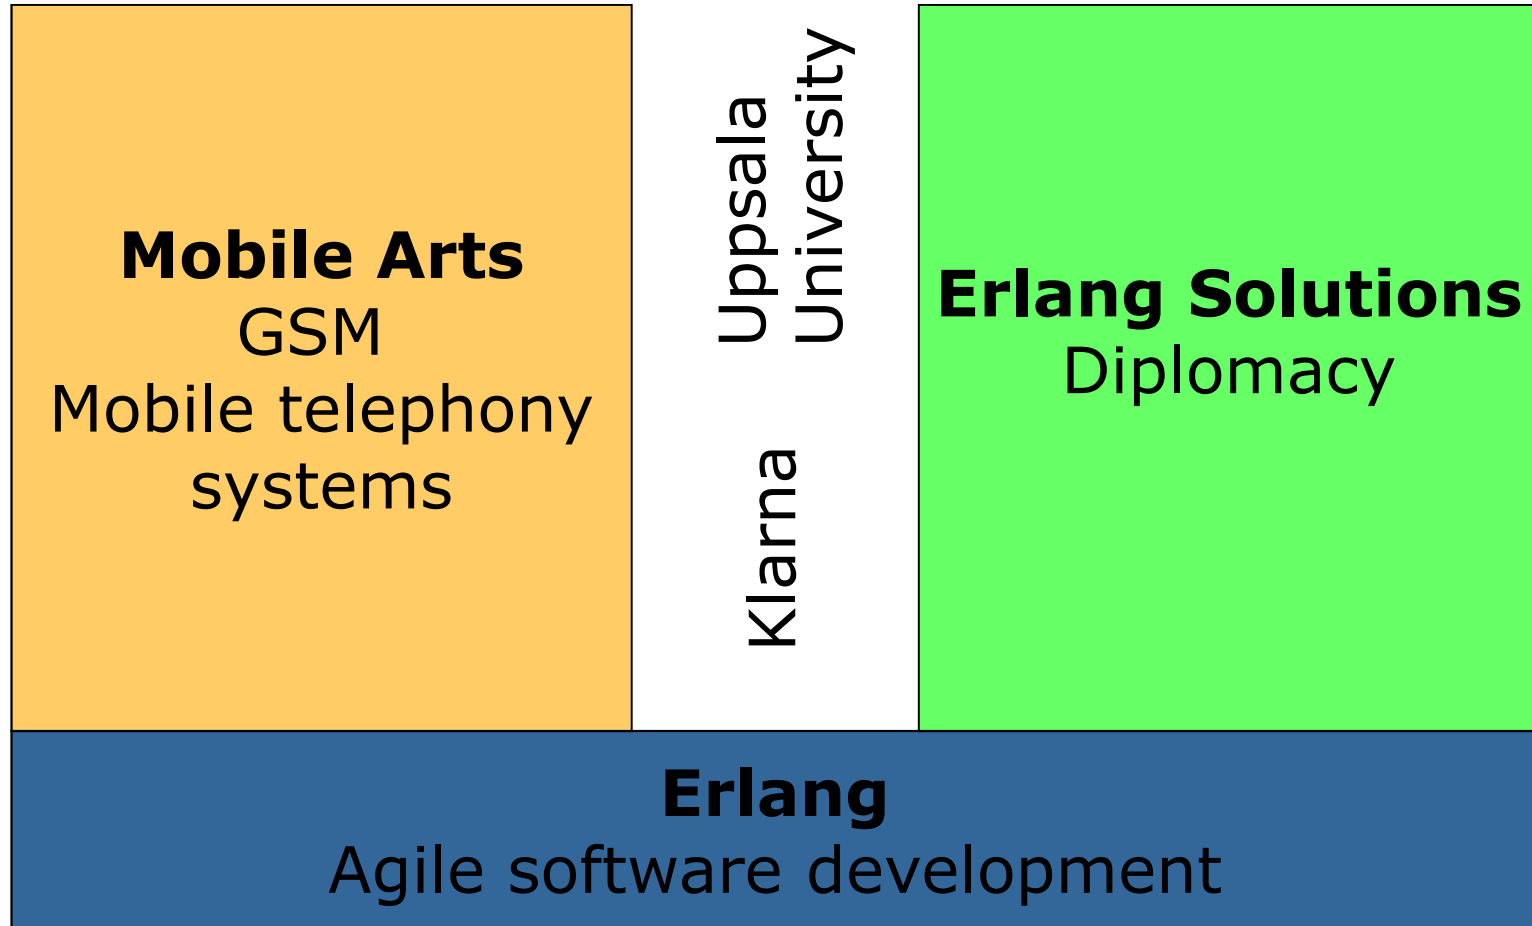 Mobile Arts
GSM
Mobile telephony
systems
Uppsala
University
Klarna
Erlang Solutions
Diplomacy
Erlang
Agile software development